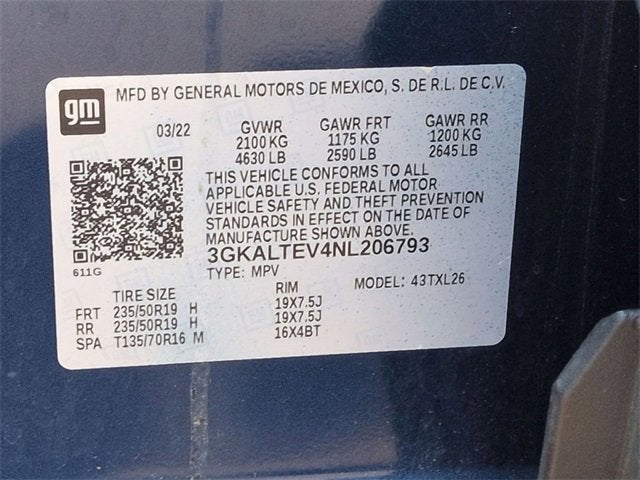 gm
MFD BY GENERAL MOTORS DE MEXICO, S. DE R.L. DE C.V.
03/22 GVWR GAWR FRT GAWR RR
2100 KG 1175 KG 1200 KG
4630 LB 2590 LB 2645 LB
THIS VEHICLE CONFORMS TO ALL
APPLICABLE U.S. FEDERAL MOTOR
VEHICLE SAFETY AND THEFT PREVENTION
STANDARDS IN EFFECT ON THE DATE OF
MANUFACTURE SHOWN ABOVE.
3GKALTEV4NL206793
611G
TYPE: MPV MODEL: 43TXL26
TIRE SIZE RIM
FRT 235/50R19 H 19X7.5J
RR 235/50R19 H 19X7.5J
SPA T135/70R16 M 16X4BT